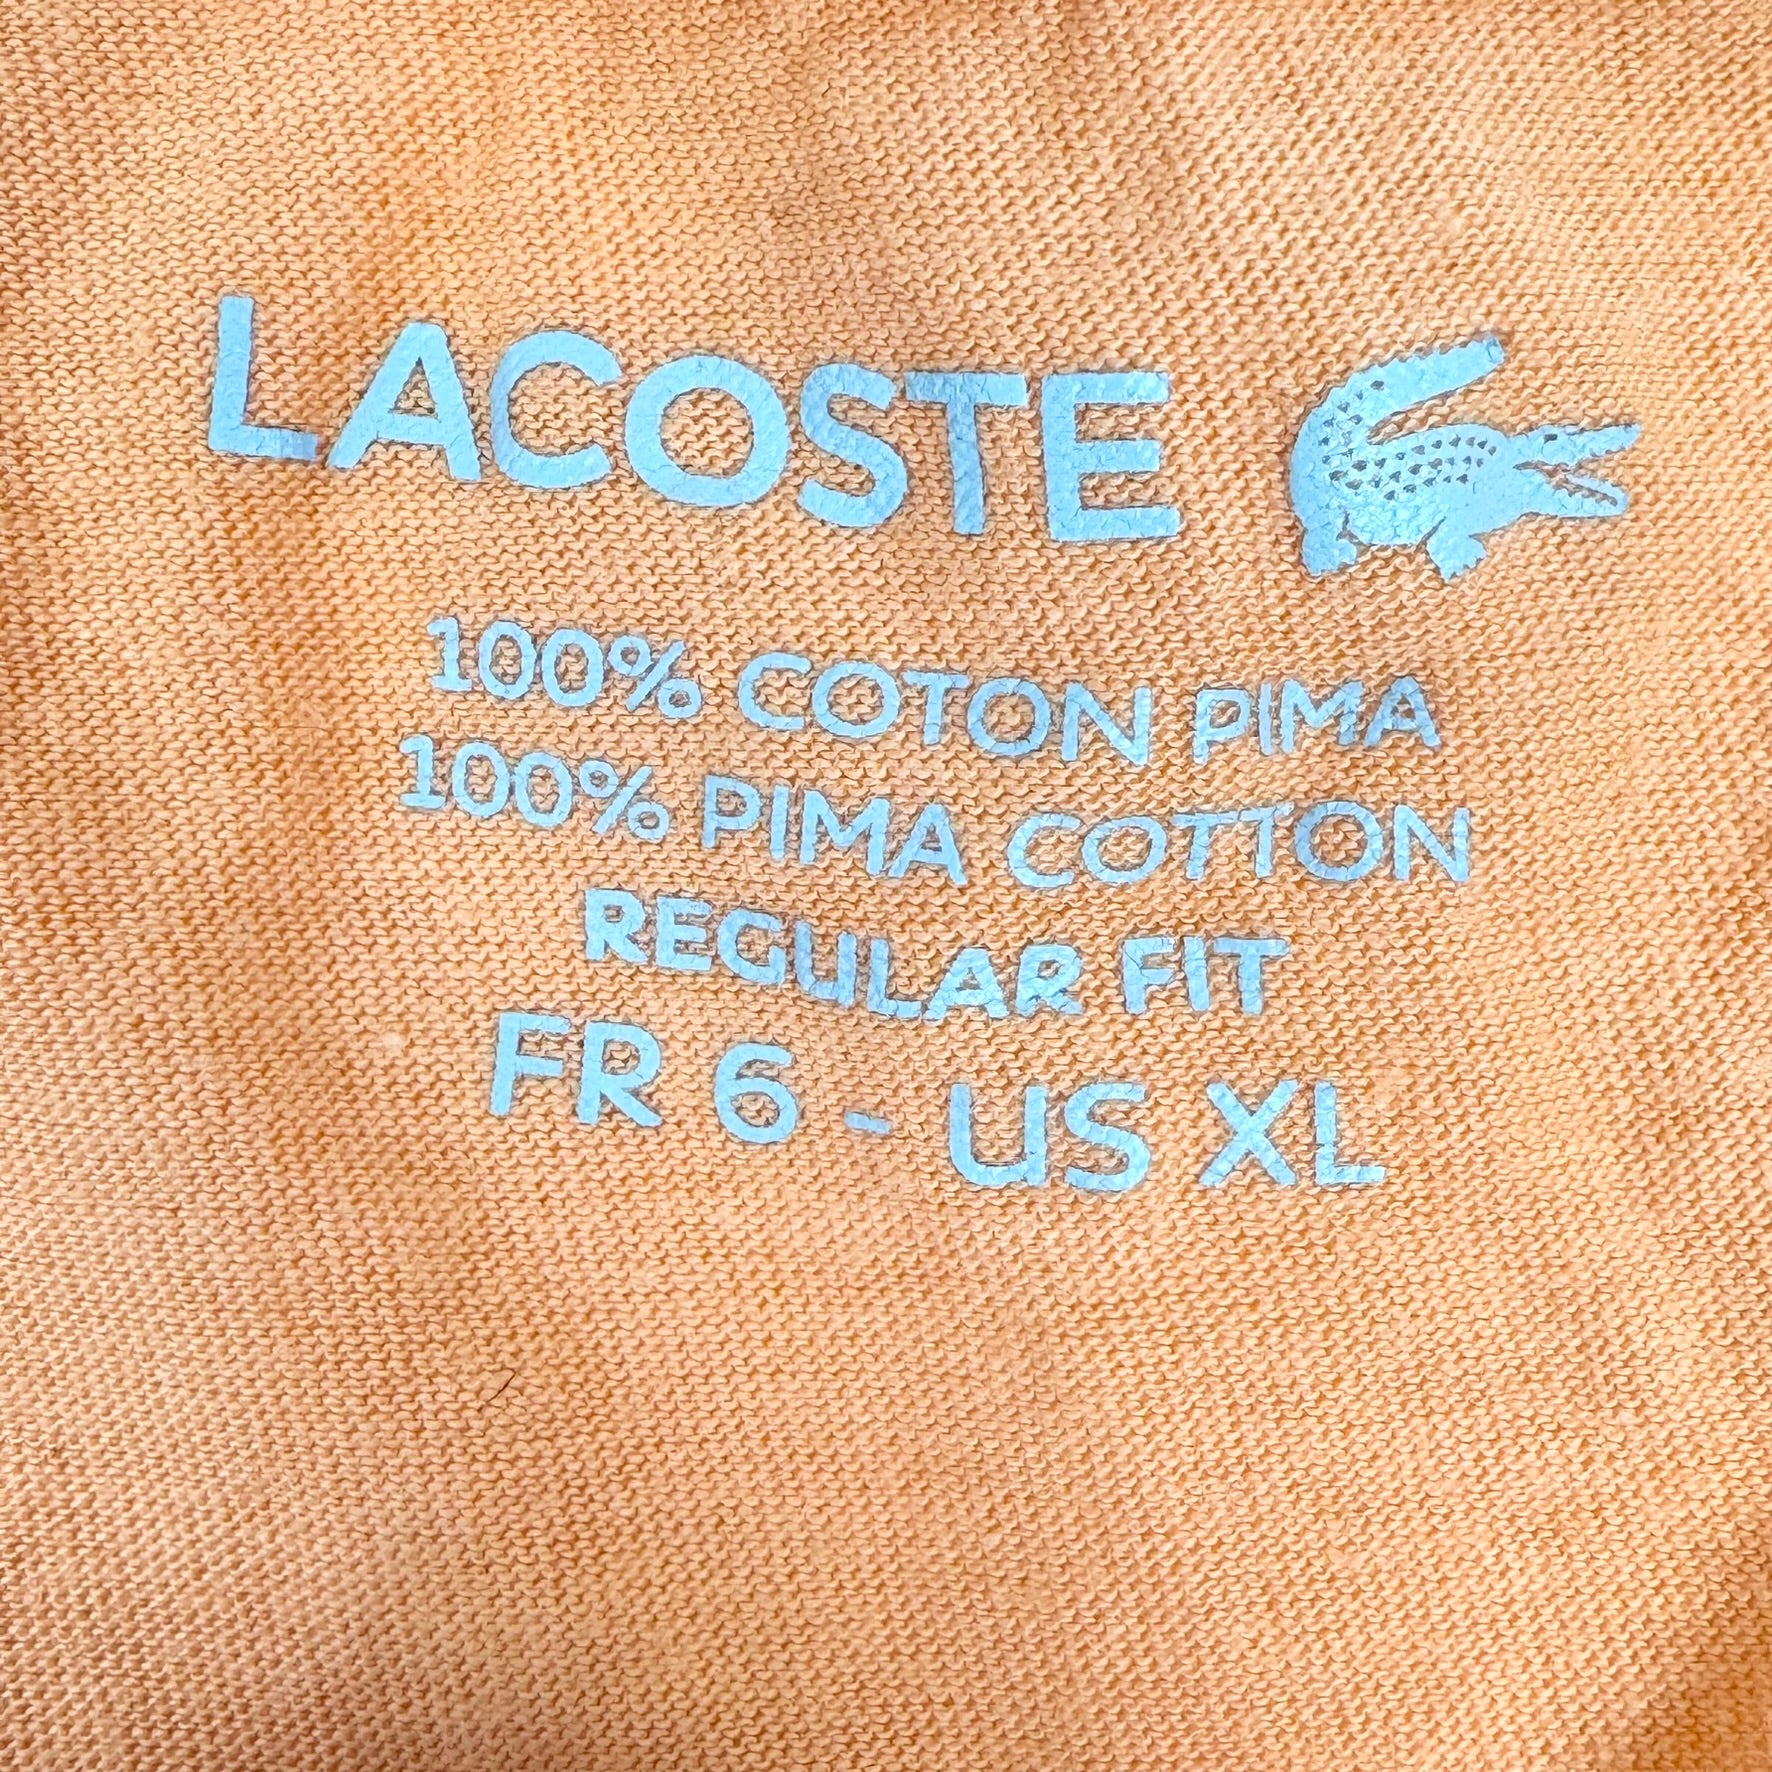 LACOSTE
100% COTON PIMA
100% PIMA COTTON
REGULAR FIT
FR 6 - US XL